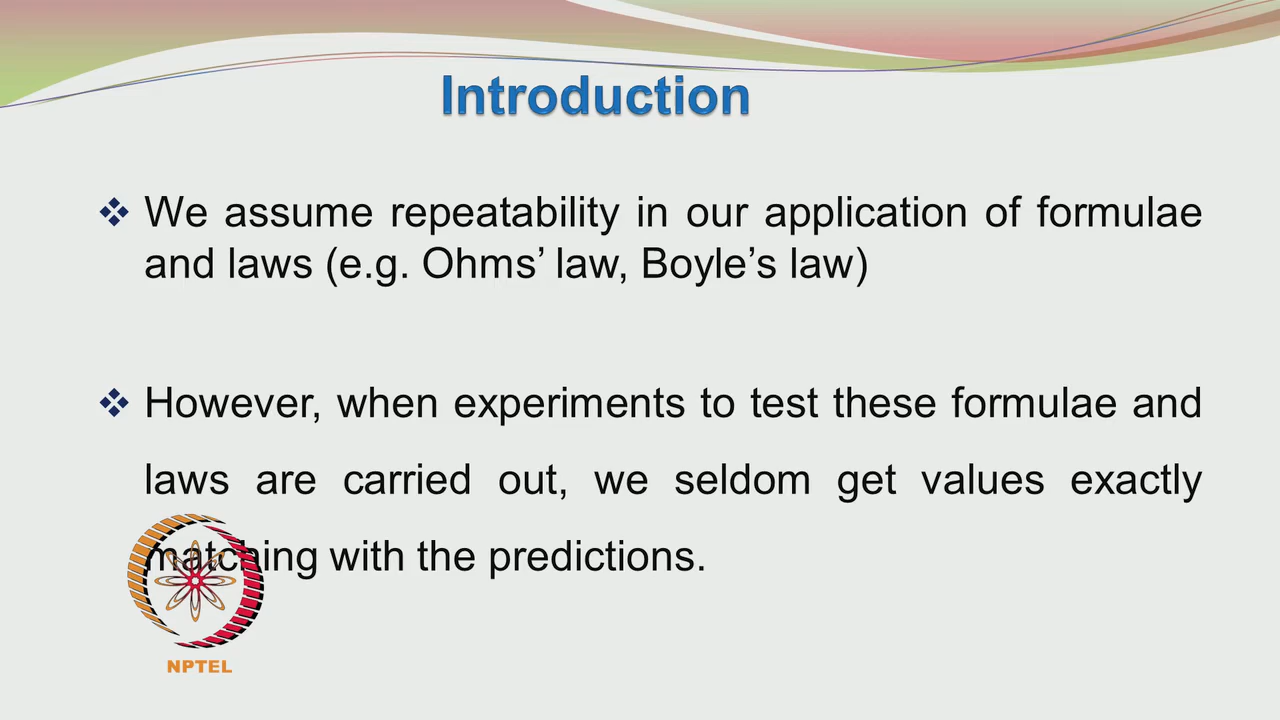 Introduction
We assume repeatability in our application of formulae
and laws (e.g. Ohms’ law, Boyle’s law)
However, when experiments to test these formulae and
laws are carried out, we seldom get values exactly
matching with the predictions.
NPTEL